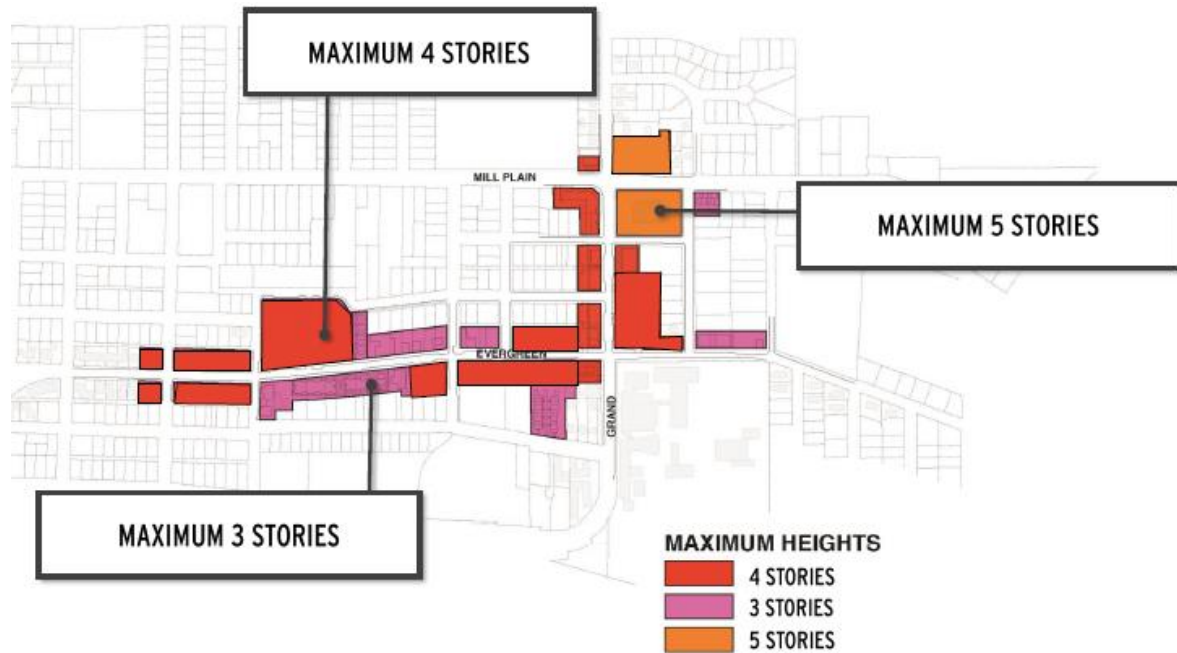 MAXIMUM 4 STORIES
MILL PLAIN
MAXIMUM 5 STORIES
EVERGREEN
GRAND
MAXIMUM 3 STORIES
MAXIMUM HEIGHTS
4 STORIES
3 STORIES
5 STORIES